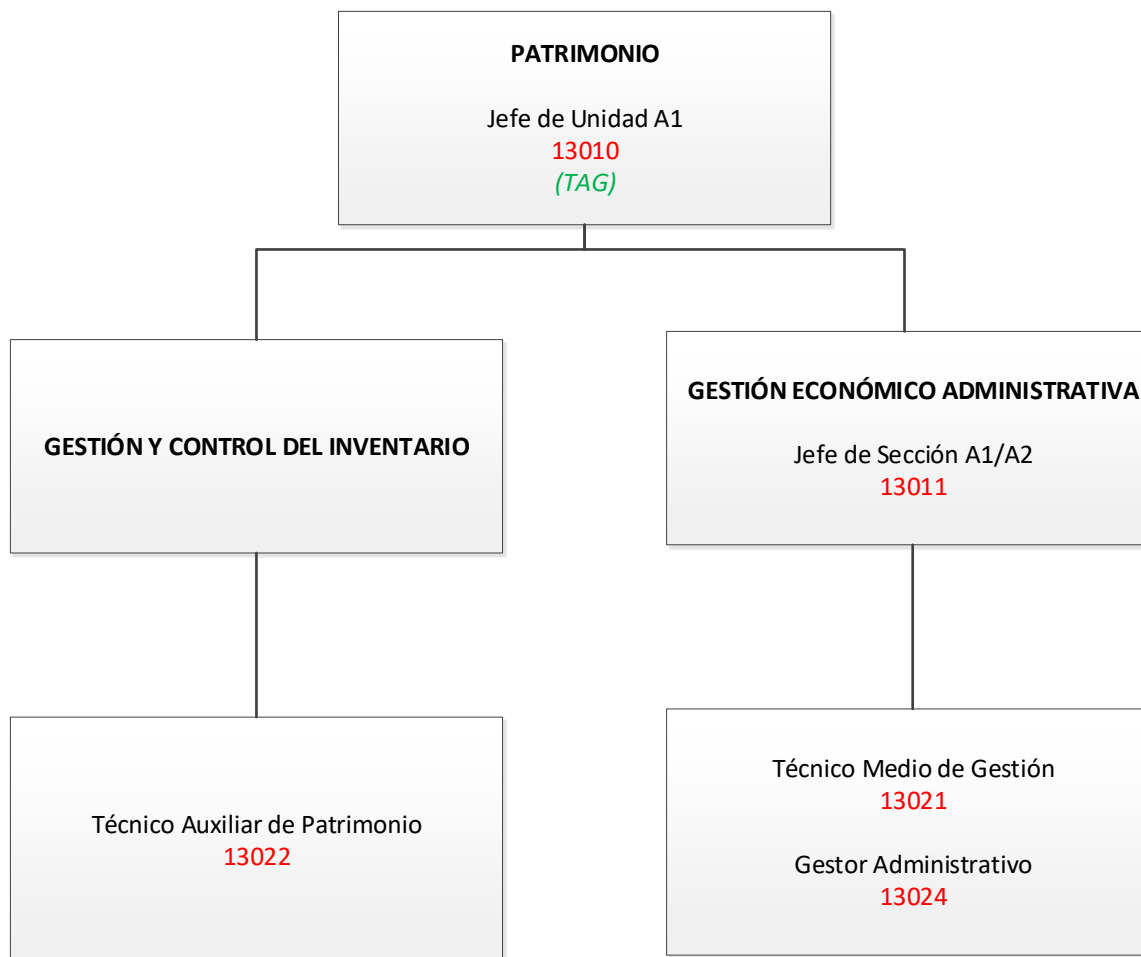 PATRIMONIO
Jefe de Unidad A1
13010
(TAG)
GESTIÓN Y CONTROL DEL INVENTARIO
GESTIÓN ECONÓMICO ADMINISTRATIVA
Jefe de Sección A1/A2
13011
Técnico Auxiliar de Patrimonio
13022
Técnico Medio de Gestión
13021
Gestor Administrativo
13024